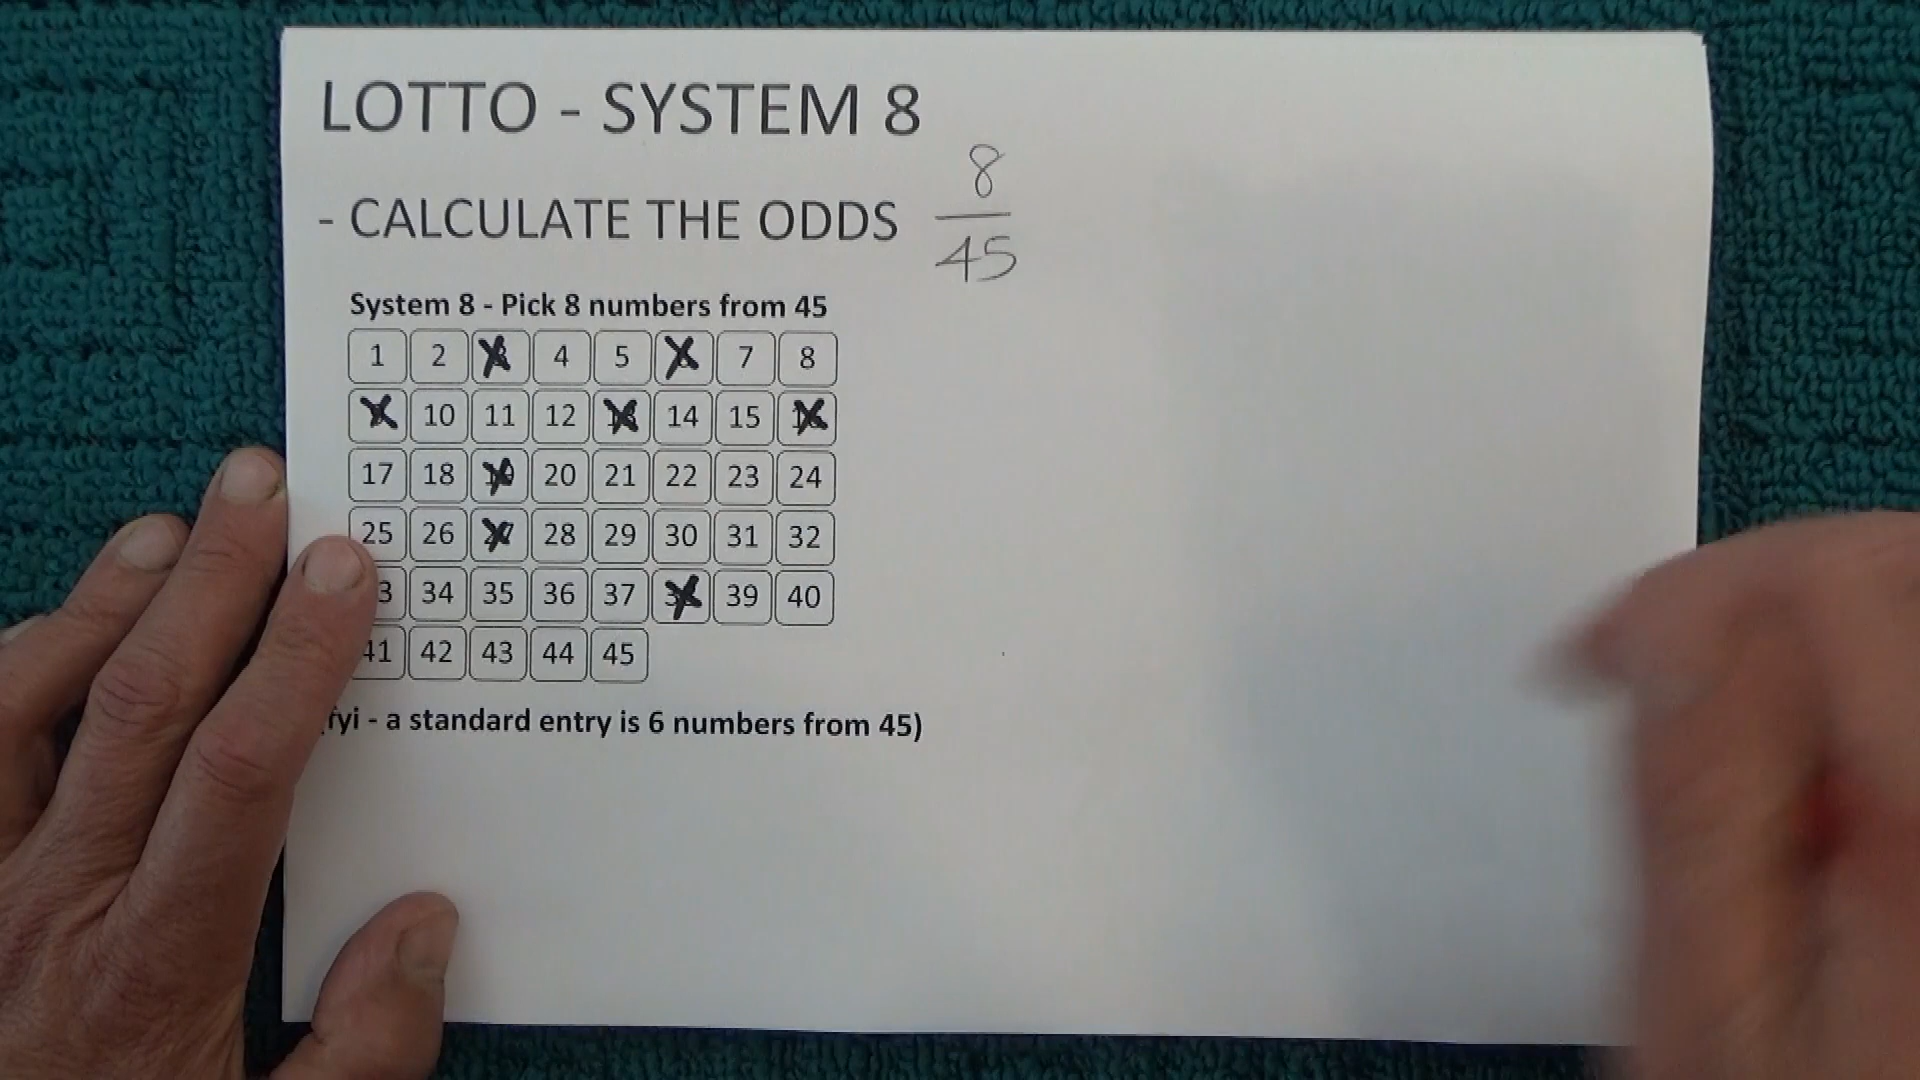 LOTTO - SYSTEM 8
- CALCULATE THE ODDS
8
45
System 8 - Pick 8 numbers from 45
1 2 4 5 7 8
10 11 12 14 15
17 18 20 21 22 23 24
25 26 28 29 30 31 32
34 35 36 37 39 40
41 42 43 44 45
fyi - a standard entry is 6 numbers from 45)